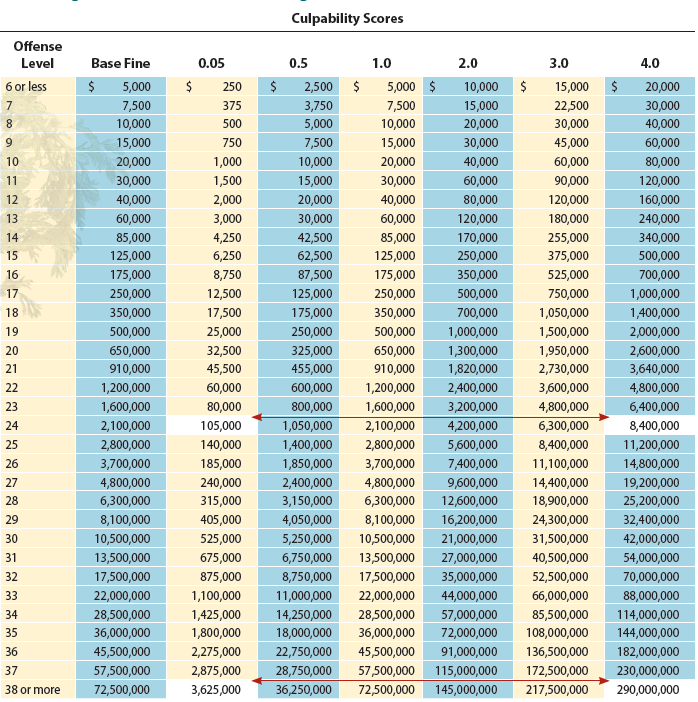 Culpability Scores
Offense
Level Base Fine 0.05 0.5 1.0 2.0 3.0 4.0
6 or less $ 5,000 $ 250 $ 2,500 $ 5,000 $ 10,000 $ 15,000 $ 20,000
7 7,500 375 3,750 7,500 15,000 22,500 30,000
8 10,000 500 5,000 10,000 20,000 30,000 40,000
9 15,000 750 7,500 15,000 30,000 45,000 60,000
10 20,000 1,000 10,000 20,000 40,000 60,000 80,000
11 30,000 1,500 15,000 30,000 60,000 90,000 120,000
12 40,000 2,000 20,000 40,000 80,000 120,000 160,000
13 60,000 3,000 30,000 60,000 120,000 180,000 240,000
14 85,000 4,250 42,500 85,000 170,000 255,000 340,000
15 125,000 6,250 62,500 125,000 250,000 375,000 500,000
16 175,000 8,750 87,500 175,000 350,000 525,000 700,000
17 250,000 12,500 125,000 250,000 500,000 750,000 1,000,000
18 350,000 17,500 175,000 350,000 700,000 1,050,000 1,400,000
19 500,000 25,000 250,000 500,000 1,000,000 1,500,000 2,000,000
20 650,000 32,500 325,000 650,000 1,300,000 1,950,000 2,600,000
21 910,000 45,500 455,000 910,000 1,820,000 2,730,000 3,640,000
22 1,200,000 60,000 600,000 1,200,000 2,400,000 3,600,000 4,800,000
23 1,600,000 80,000 800,000 1,600,000 3,200,000 4,800,000 6,400,000
24 2,100,000 105,000 1,050,000 2,100,000 4,200,000 6,300,000 8,400,000
25 2,800,000 140,000 1,400,000 2,800,000 5,600,000 8,400,000 11,200,000
26 3,700,000 185,000 1,850,000 3,700,000 7,400,000 11,100,000 14,800,000
27 4,800,000 240,000 2,400,000 4,800,000 9,600,000 14,400,000 19,200,000
28 6,300,000 315,000 3,150,000 6,300,000 12,600,000 18,900,000 25,200,000
29 8,100,000 405,000 4,050,000 8,100,000 16,200,000 24,300,000 32,400,000
30 10,500,000 525,000 5,250,000 10,500,000 21,000,000 31,500,000 42,000,000
31 13,500,000 675,000 6,750,000 13,500,000 27,000,000 40,500,000 54,000,000
32 17,500,000 875,000 8,750,000 17,500,000 35,000,000 52,500,000 70,000,000
33 22,000,000 1,100,000 11,000,000 22,000,000 44,000,000 66,000,000 88,000,000
34 28,500,000 1,425,000 14,250,000 28,500,000 57,000,000 85,500,000 114,000,000
35 36,000,000 1,800,000 18,000,000 36,000,000 72,000,000 108,000,000 144,000,000
36 45,500,000 2,275,000 22,750,000 45,500,000 91,000,000 136,500,000 182,000,000
37 57,500,000 2,875,000 28,750,000 57,500,000 115,000,000 172,500,000 230,000,000
38 or more 72,500,000 3,625,000 36,250,000 72,500,000 145,000,000 217,500,000 290,000,000